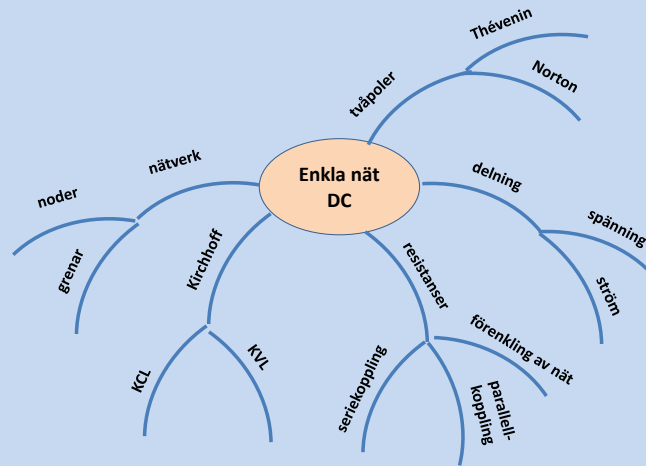 Enkla nät
DC
tvåpoler
Thévenin
Norton
delning
spänning
ström
resistanser
förenkling av nät
parallell-
koppling
seriekoppling
Kirchhoff
KVL
KCL
nätverk
noder
grenar